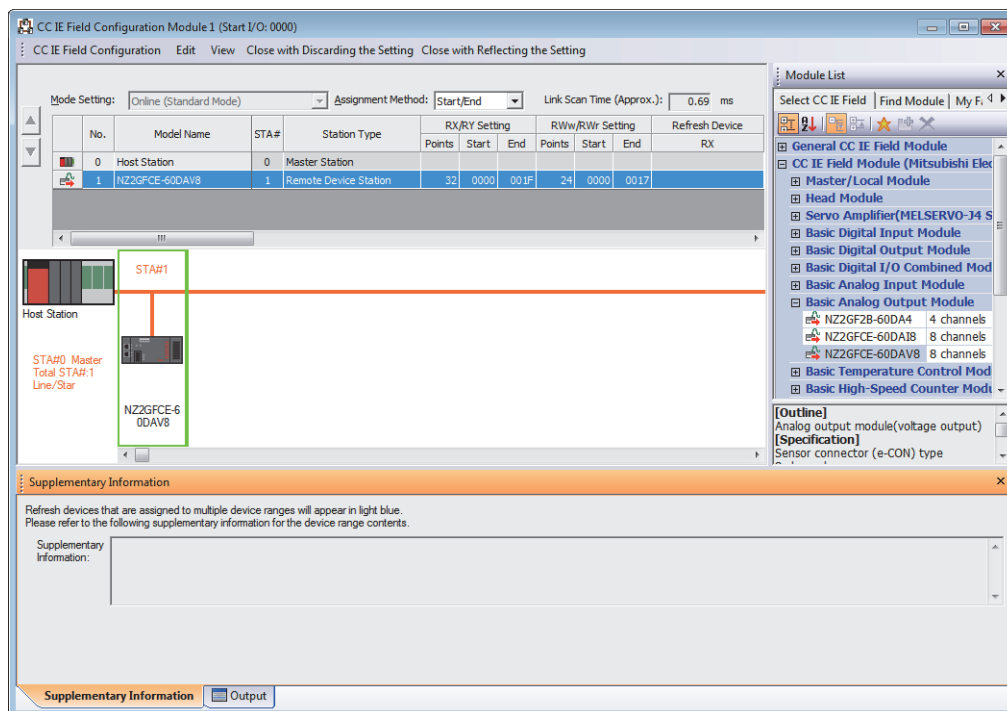 CC IE Field Configuration Module 1 (Start I/O: 0000)
CC IE Field Configuration Edit View Close with Discarding the Setting Close with Reflecting the Setting
Mode Setting: Online (Standard Mode) Assignment Method: Start/End Link Scan Time (Approx.): 0.69 ms
No. Model Name STA# Station Type RX/RY Setting RWw/RWr Setting Refresh Device
Points Start End Points Start End RX
0 Host Station 0 Master Station
1 NZ2GFCE-60DAV8 1 Remote Device Station 32 0000 001F 24 0000 0017
STA#1
Host Station
STA#0 Master
Total STA#:1
Line/Star
NZ2GFCE-6
0DAV8
Module List
Select CC IE Field Find Module My
General CC IE Field Module
CC IE Field Module (Mitsubishi Elec
Master/Local Module
Head Module
Servo Amplifier(MELSERVO-J4 S
Basic Digital Input Module
Basic Digital Output Module
Basic Digital I/O Combined Mod
Basic Analog Input Module
Basic Analog Output Module
NZ2GF2B-60DA4 4 channels
NZ2GFCE-60DAI8 8 channels
NZ2GFCE-60DAV8 8 channels
Basic Temperature Control Mod
Basic High-Speed Counter Modu
[Outline]
Analog output module(voltage output)
[Specification]
Sensor connector (e-CON) type
Supplementary Information
Refresh devices that are assigned to multiple device ranges will appear in light blue.
Please refer to the following supplementary information for the device range contents.
Supplementary
Information:
Supplementary Information Output